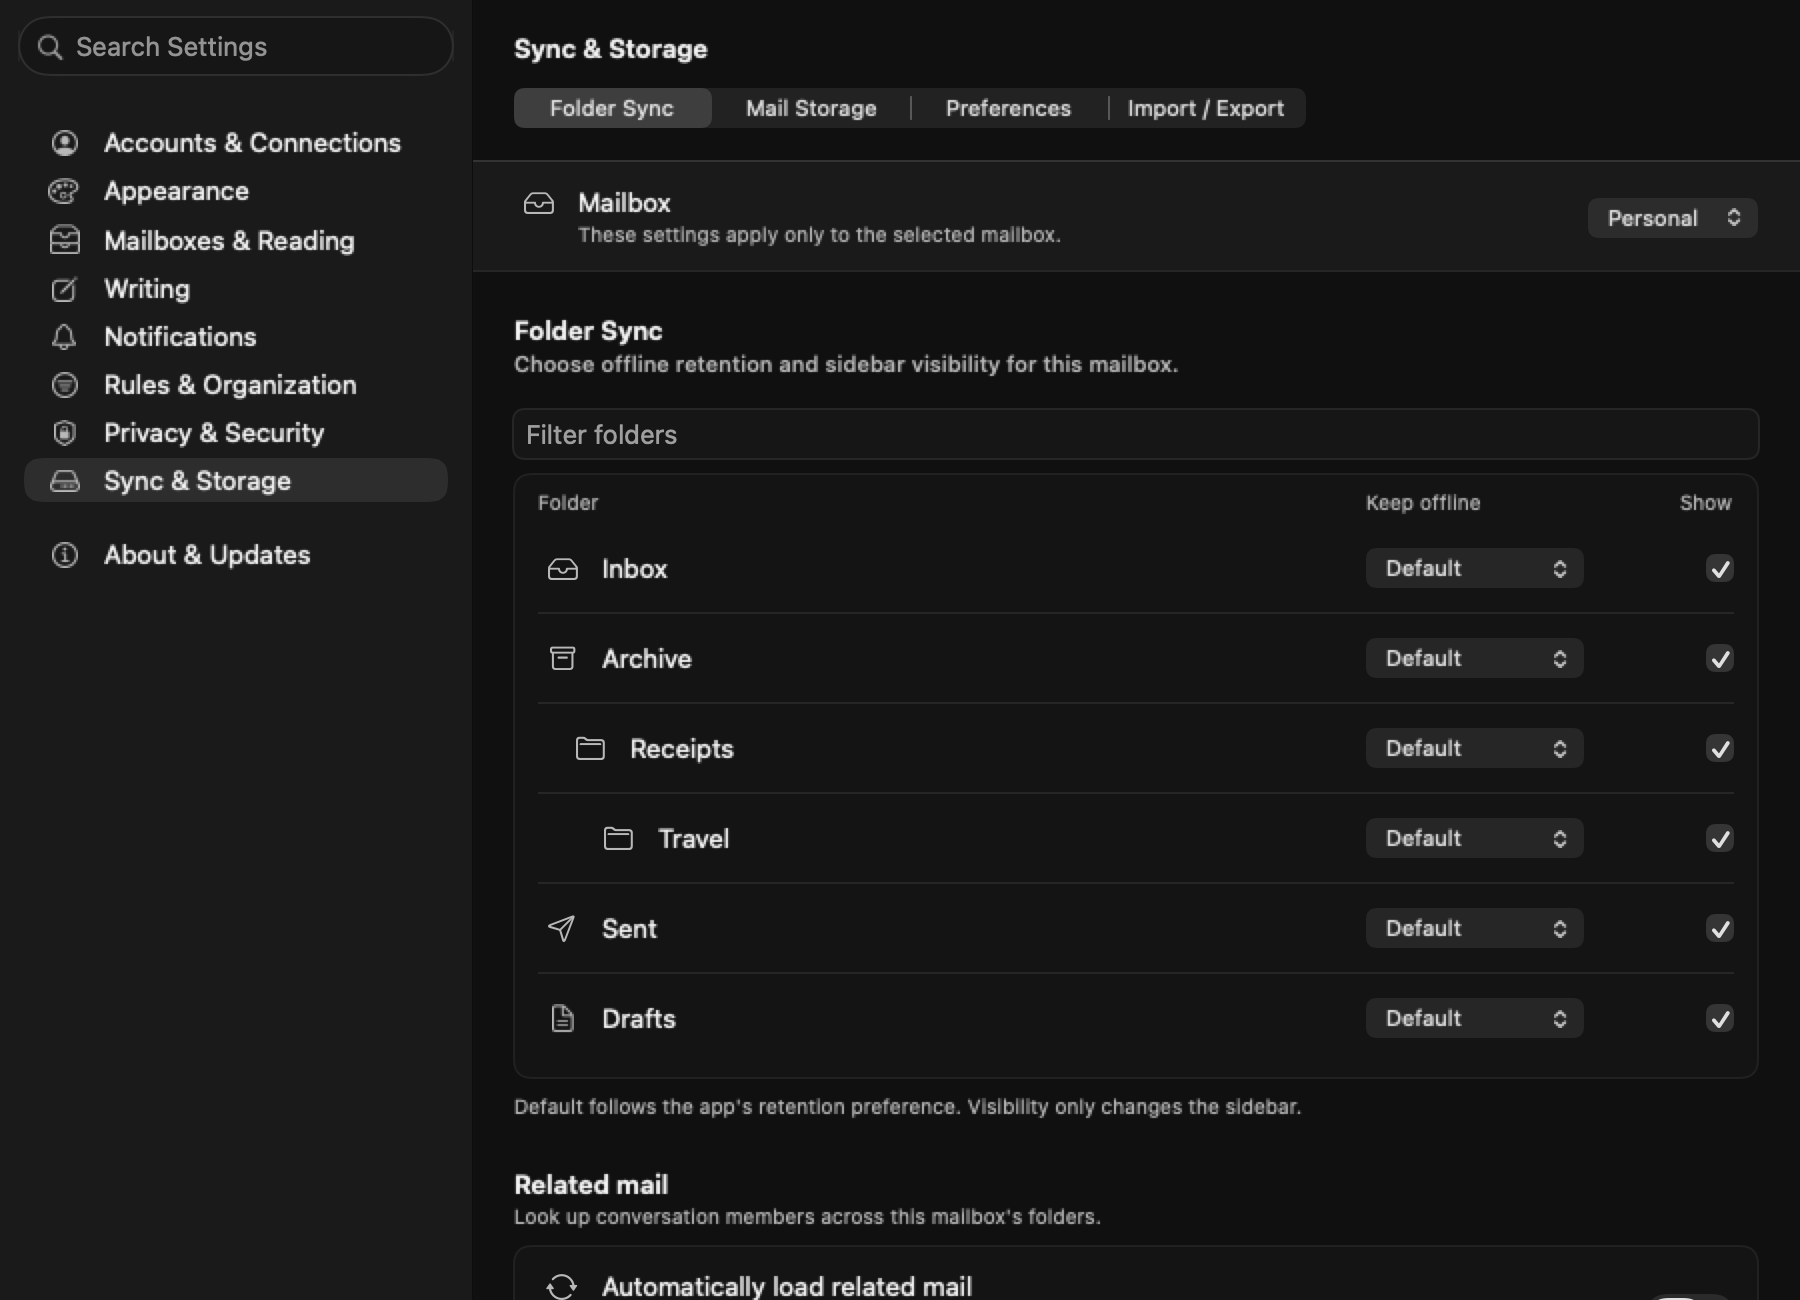 Search Settings
Accounts & Connections
Appearance
Mailboxes & Reading
Writing
Notifications
Rules & Organization
Privacy & Security
Sync & Storage
About & Updates
Sync & Storage
Folder Sync Mail Storage Preferences Import / Export
Mailbox
These settings apply only to the selected mailbox.
Personal
Folder Sync
Choose offline retention and sidebar visibility for this mailbox.
Filter folders
Folder Keep offline Show
Inbox Default
Archive Default
Receipts Default
Travel Default
Sent Default
Drafts Default
Default follows the app's retention preference. Visibility only changes the sidebar.
Related mail
Look up conversation members across this mailbox's folders.
Automatically load related mail